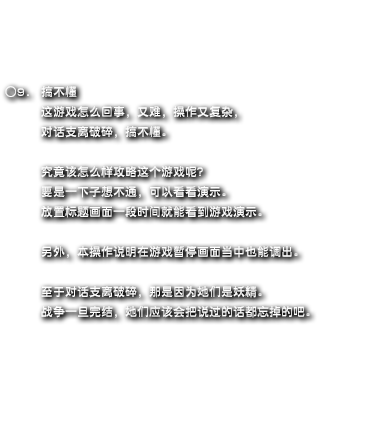 ○9. 搞不懂
这游戏怎么回事，又难，操作又复杂，
对话支离破碎，搞不懂。
究竟该怎么样攻略这个游戏呢？
要是一下子想不通，可以看看演示。
放置标题画面一段时间就能看到游戏演示。
另外，本操作说明在游戏暂停画面当中也能调出。
至于对话支离破碎，那是因为她们是妖精。
战争一旦完结，她们应该会把说过的话都忘掉的吧。